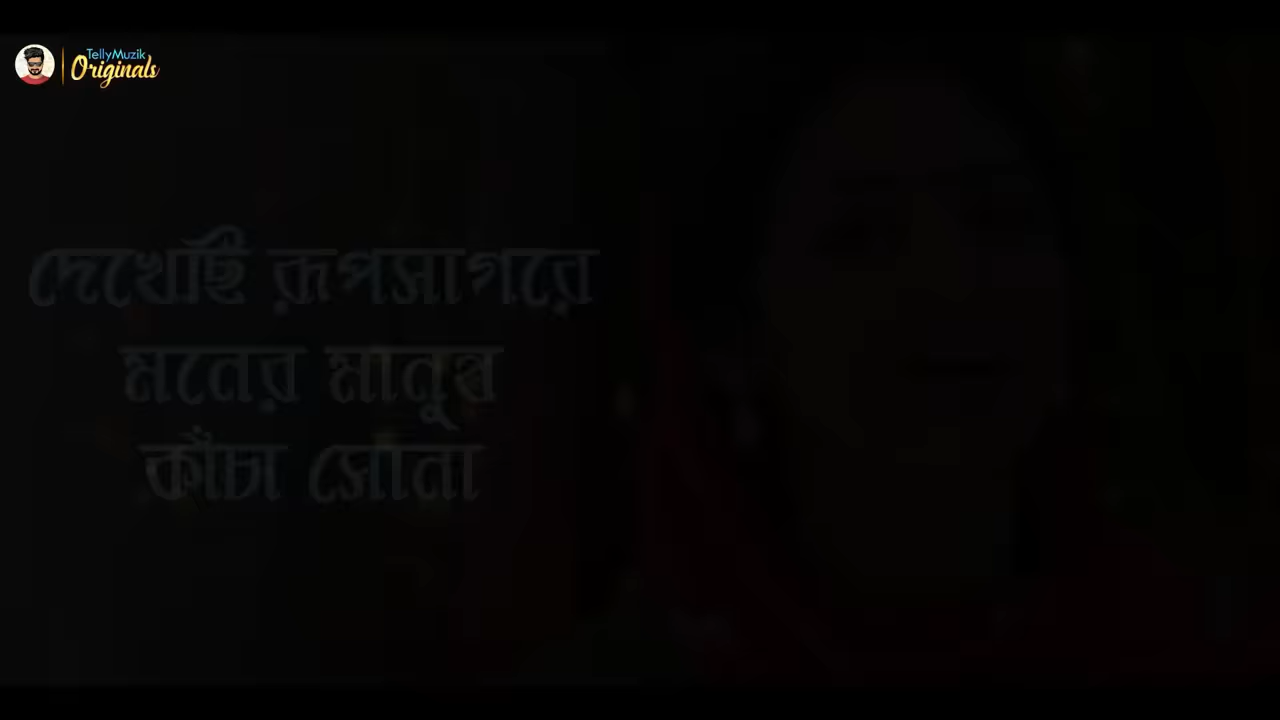 TellyMuzik
Originals
দেখেছি রূপসাগরে
মনের মানুষ
কাঁচা সোনা